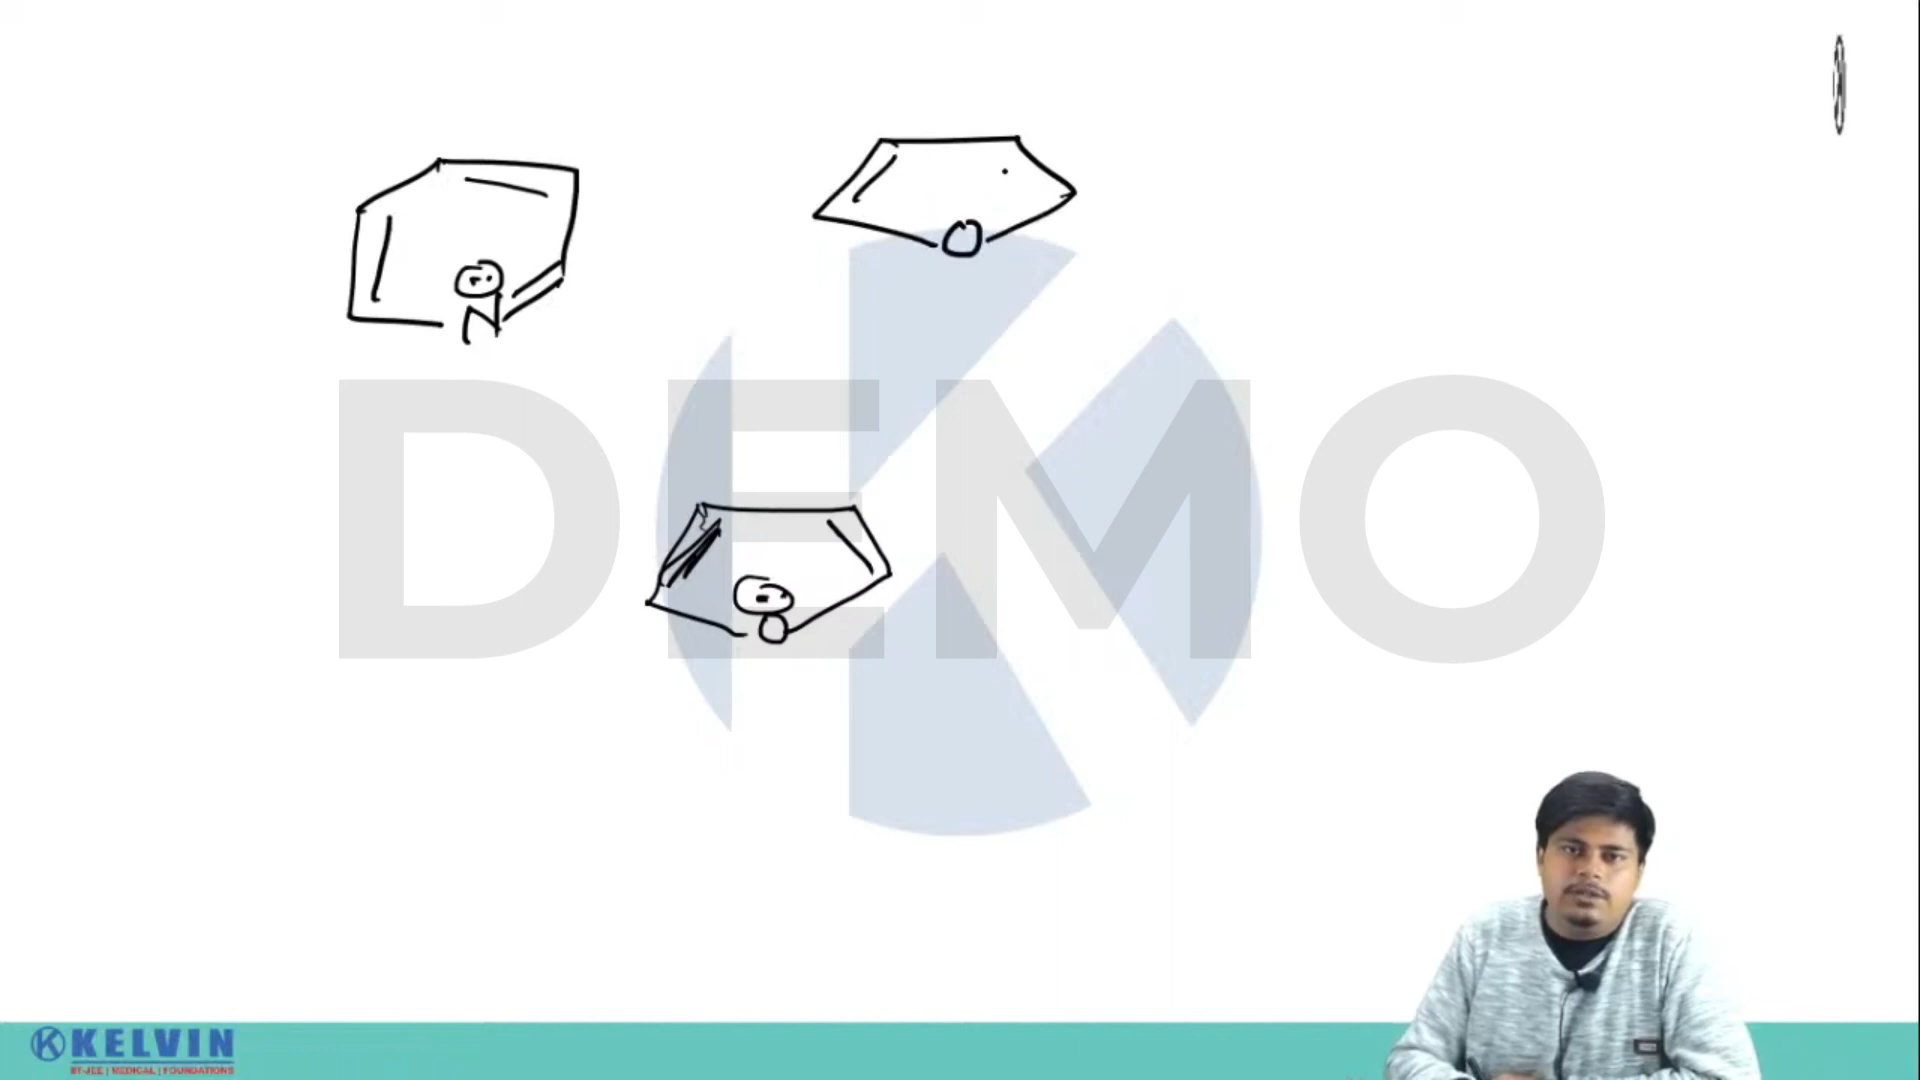 N
O
DEMO
O
KELVIN
IIT-JEE | MEDICAL | FOUNDATIONS